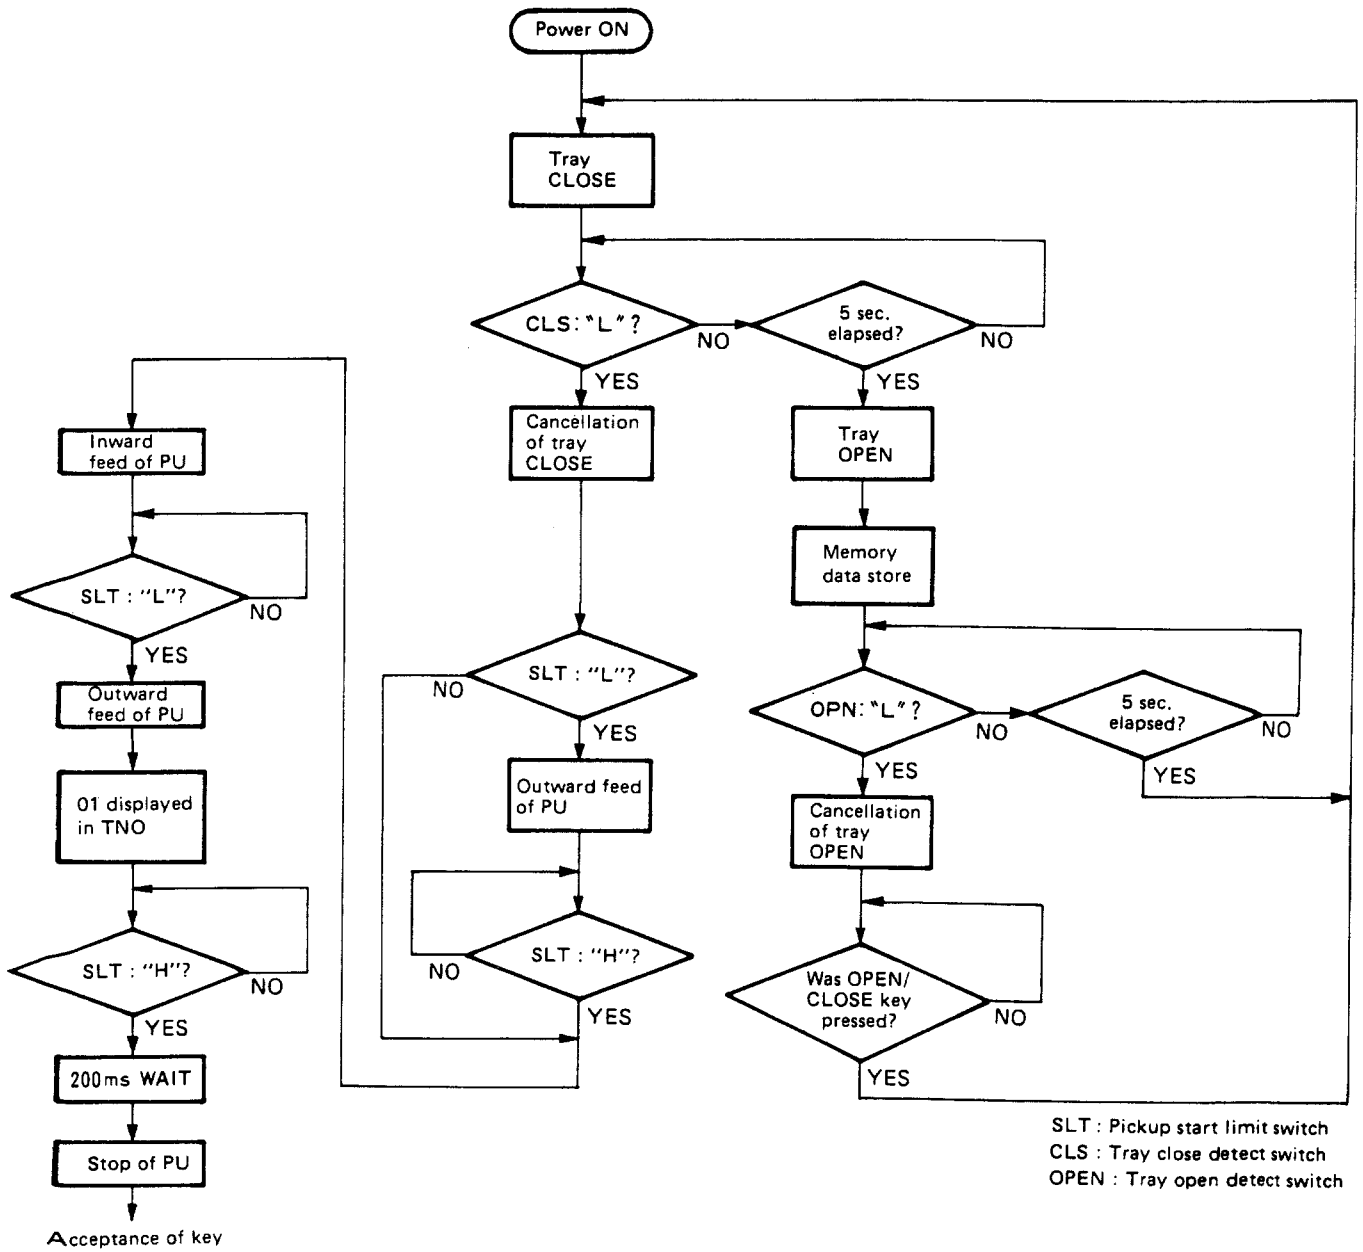 Power ON
Tray
CLOSE
CLS: "L" ?
NO
YES
5 sec.
elapsed?
NO
YES
Cancellation
of tray
CLOSE
Tray
OPEN
Memory
data store
SLT : "L"?
NO
YES
Outward feed
of PU
SLT : "H"?
NO
YES
OPN: "L" ?
NO
YES
5 sec.
elapsed?
NO
YES
Cancellation
of tray
OPEN
Was OPEN/
CLOSE key
pressed?
NO
YES
Inward
feed of PU
SLT : "L"?
NO
YES
Outward
feed of PU
01 displayed
in TNO
SLT : "H"?
NO
YES
200ms WAIT
Stop of PU
Acceptance of key
SLT : Pickup start limit switch
CLS : Tray close detect switch
OPEN : Tray open detect switch